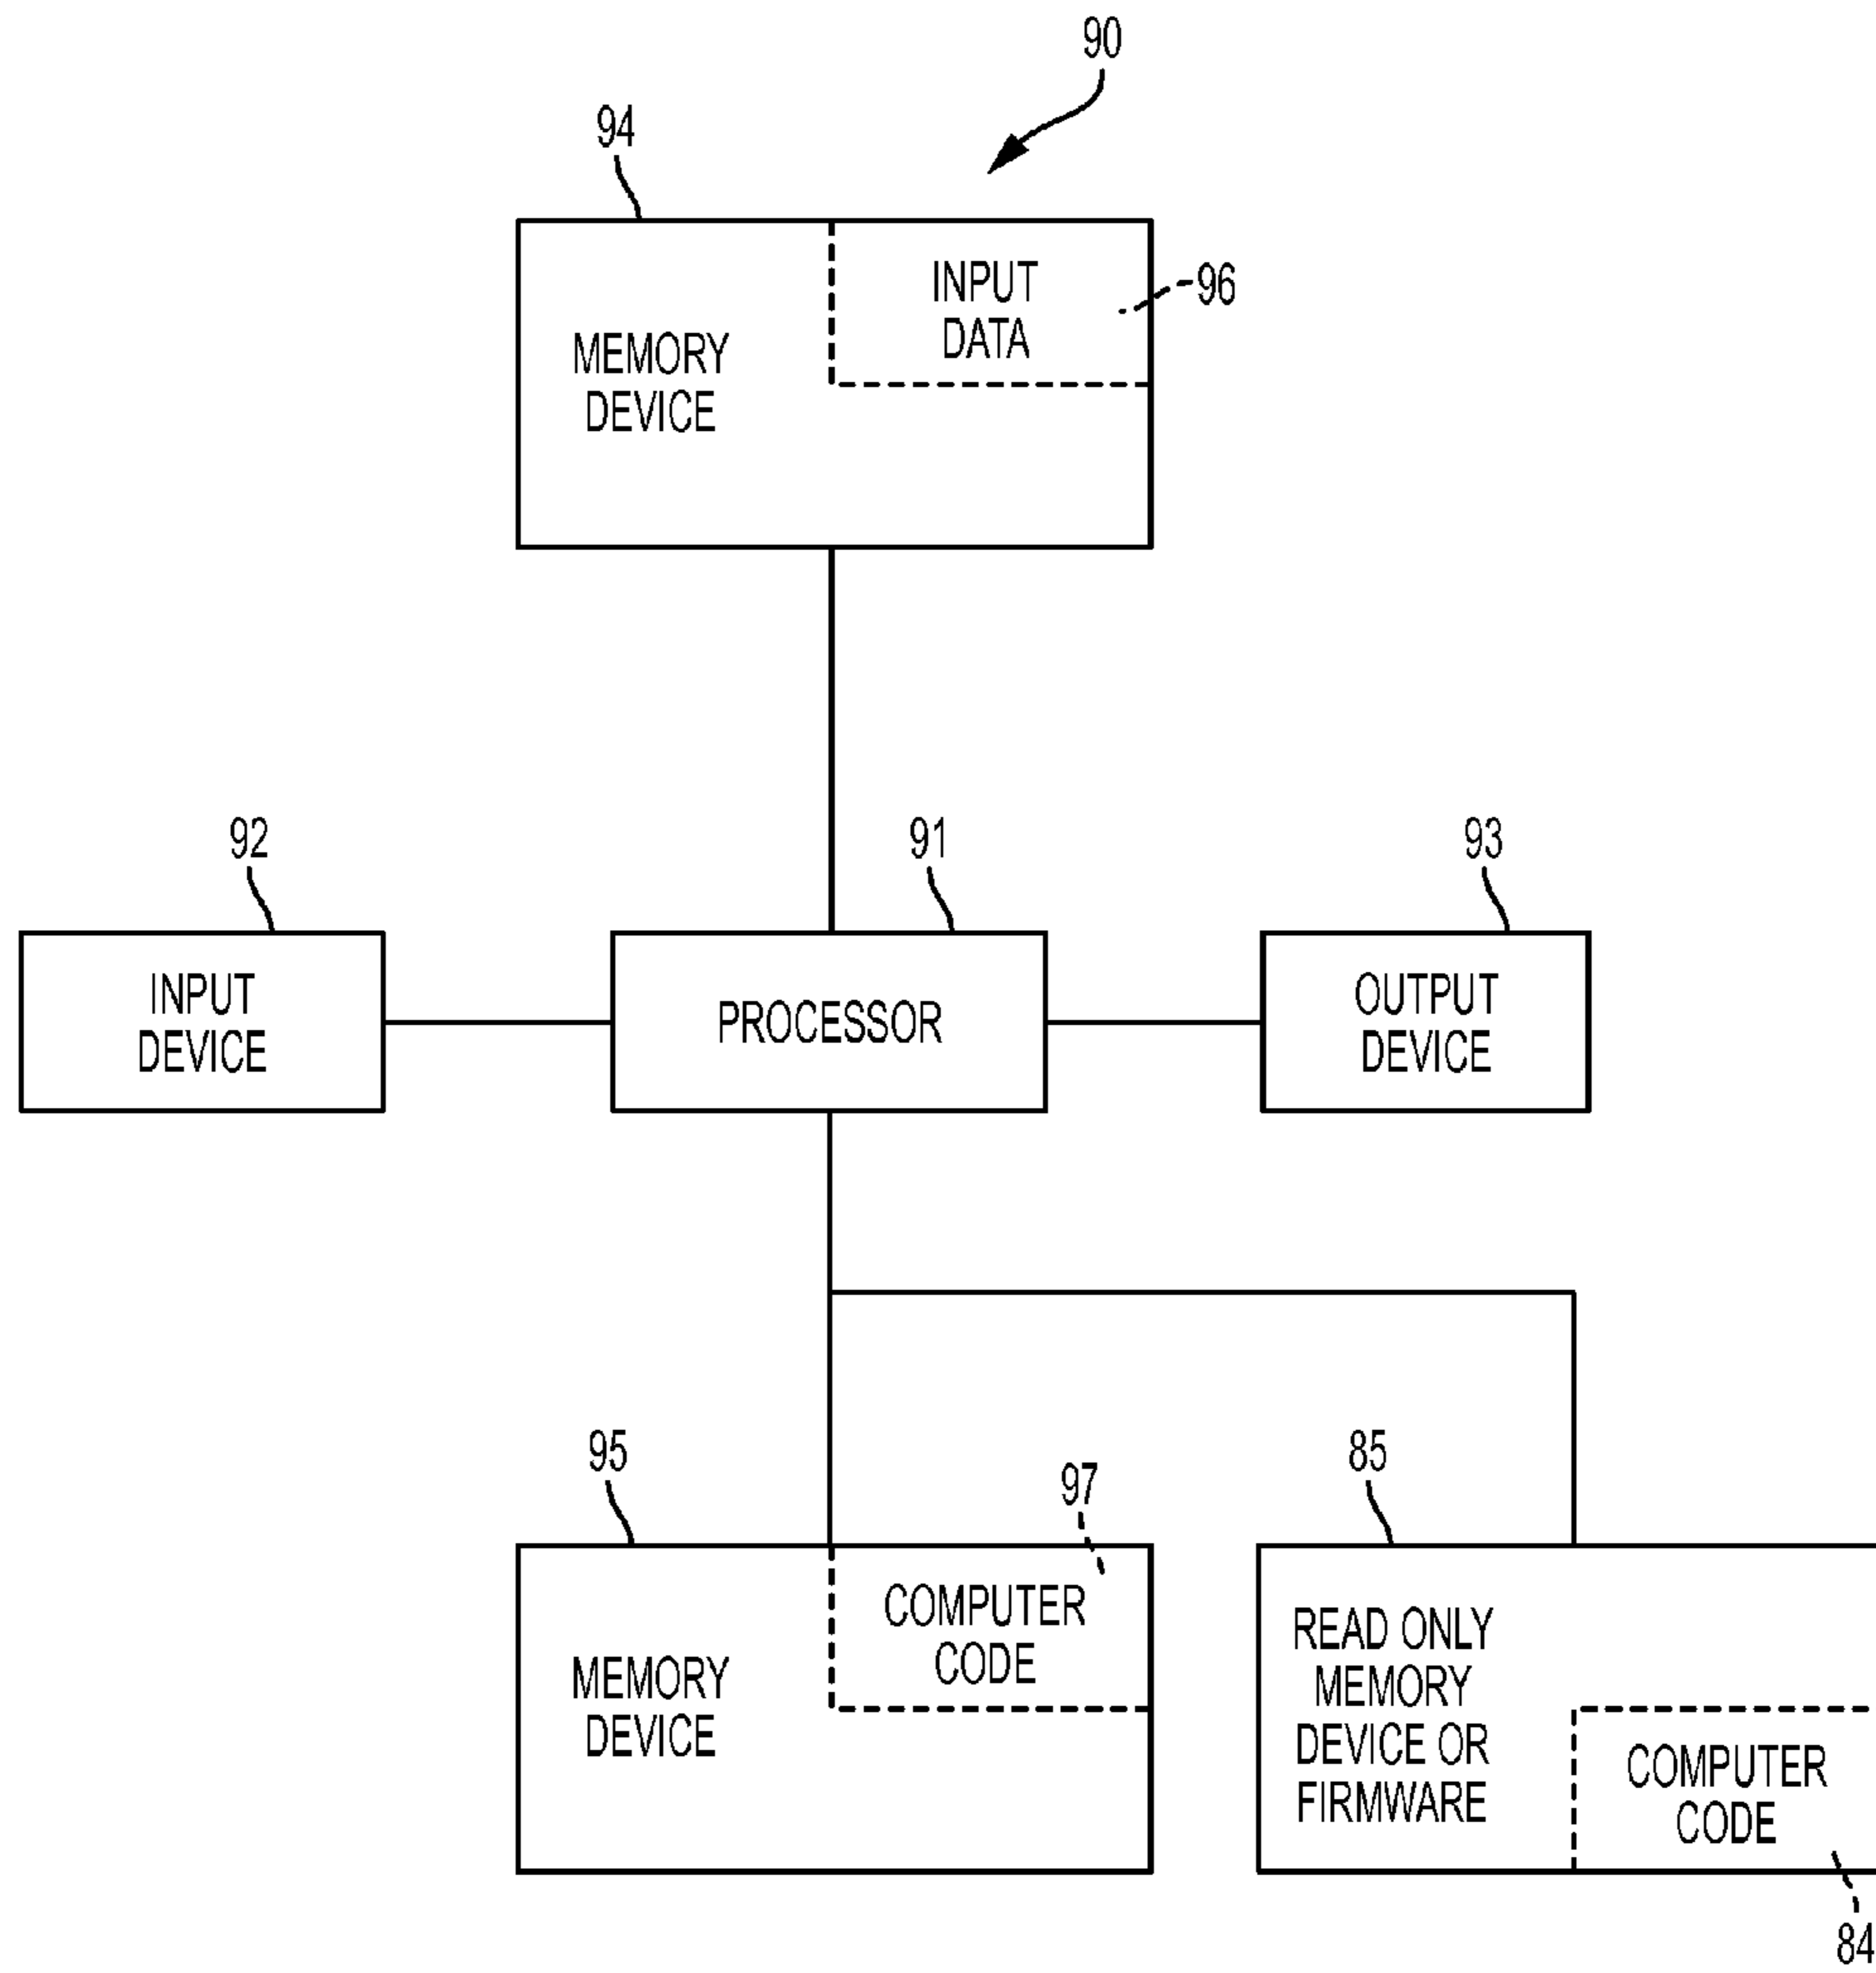 90
94
INPUT
DATA
96
MEMORY
DEVICE
92
91
93
INPUT
DEVICE
PROCESSOR
OUTPUT
DEVICE
95
97
85
COMPUTER
CODE
MEMORY
DEVICE
READ ONLY
MEMORY
DEVICE OR
FIRMWARE
COMPUTER
CODE
84